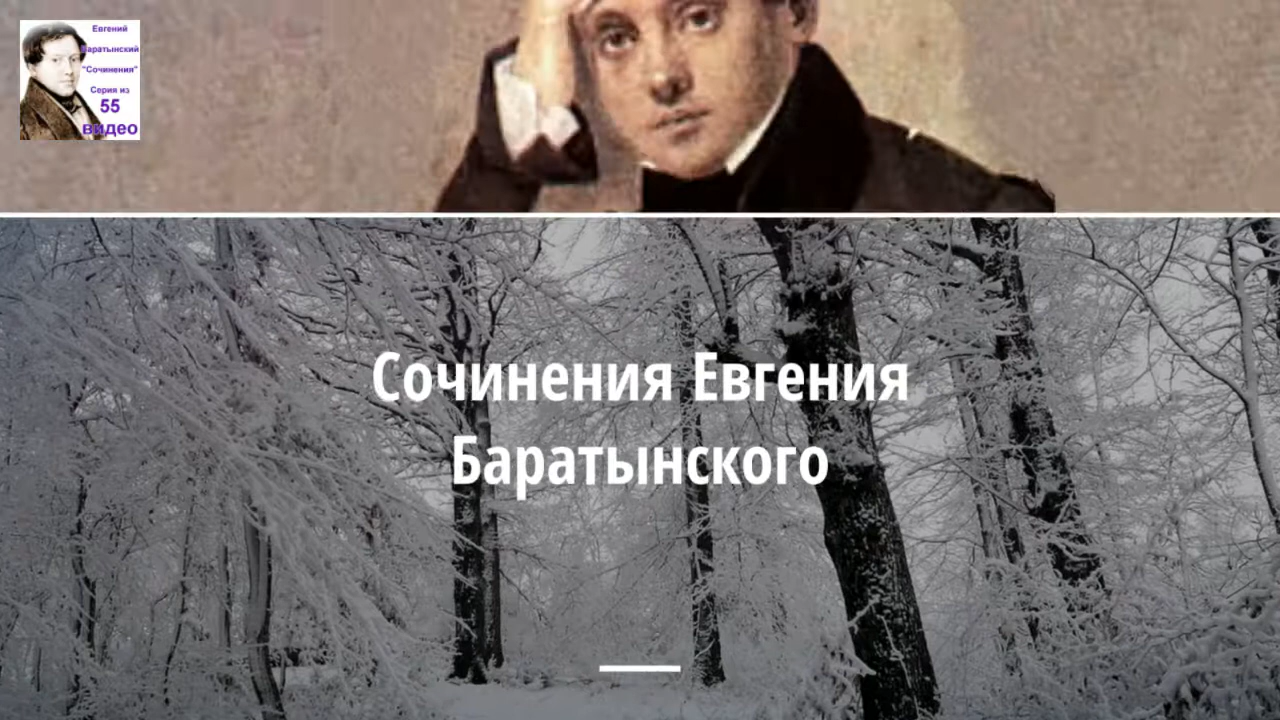 Евгений
Баратынский
"Сочинения"
Серия из
55
видео
Сочинения Евгения
Баратынского